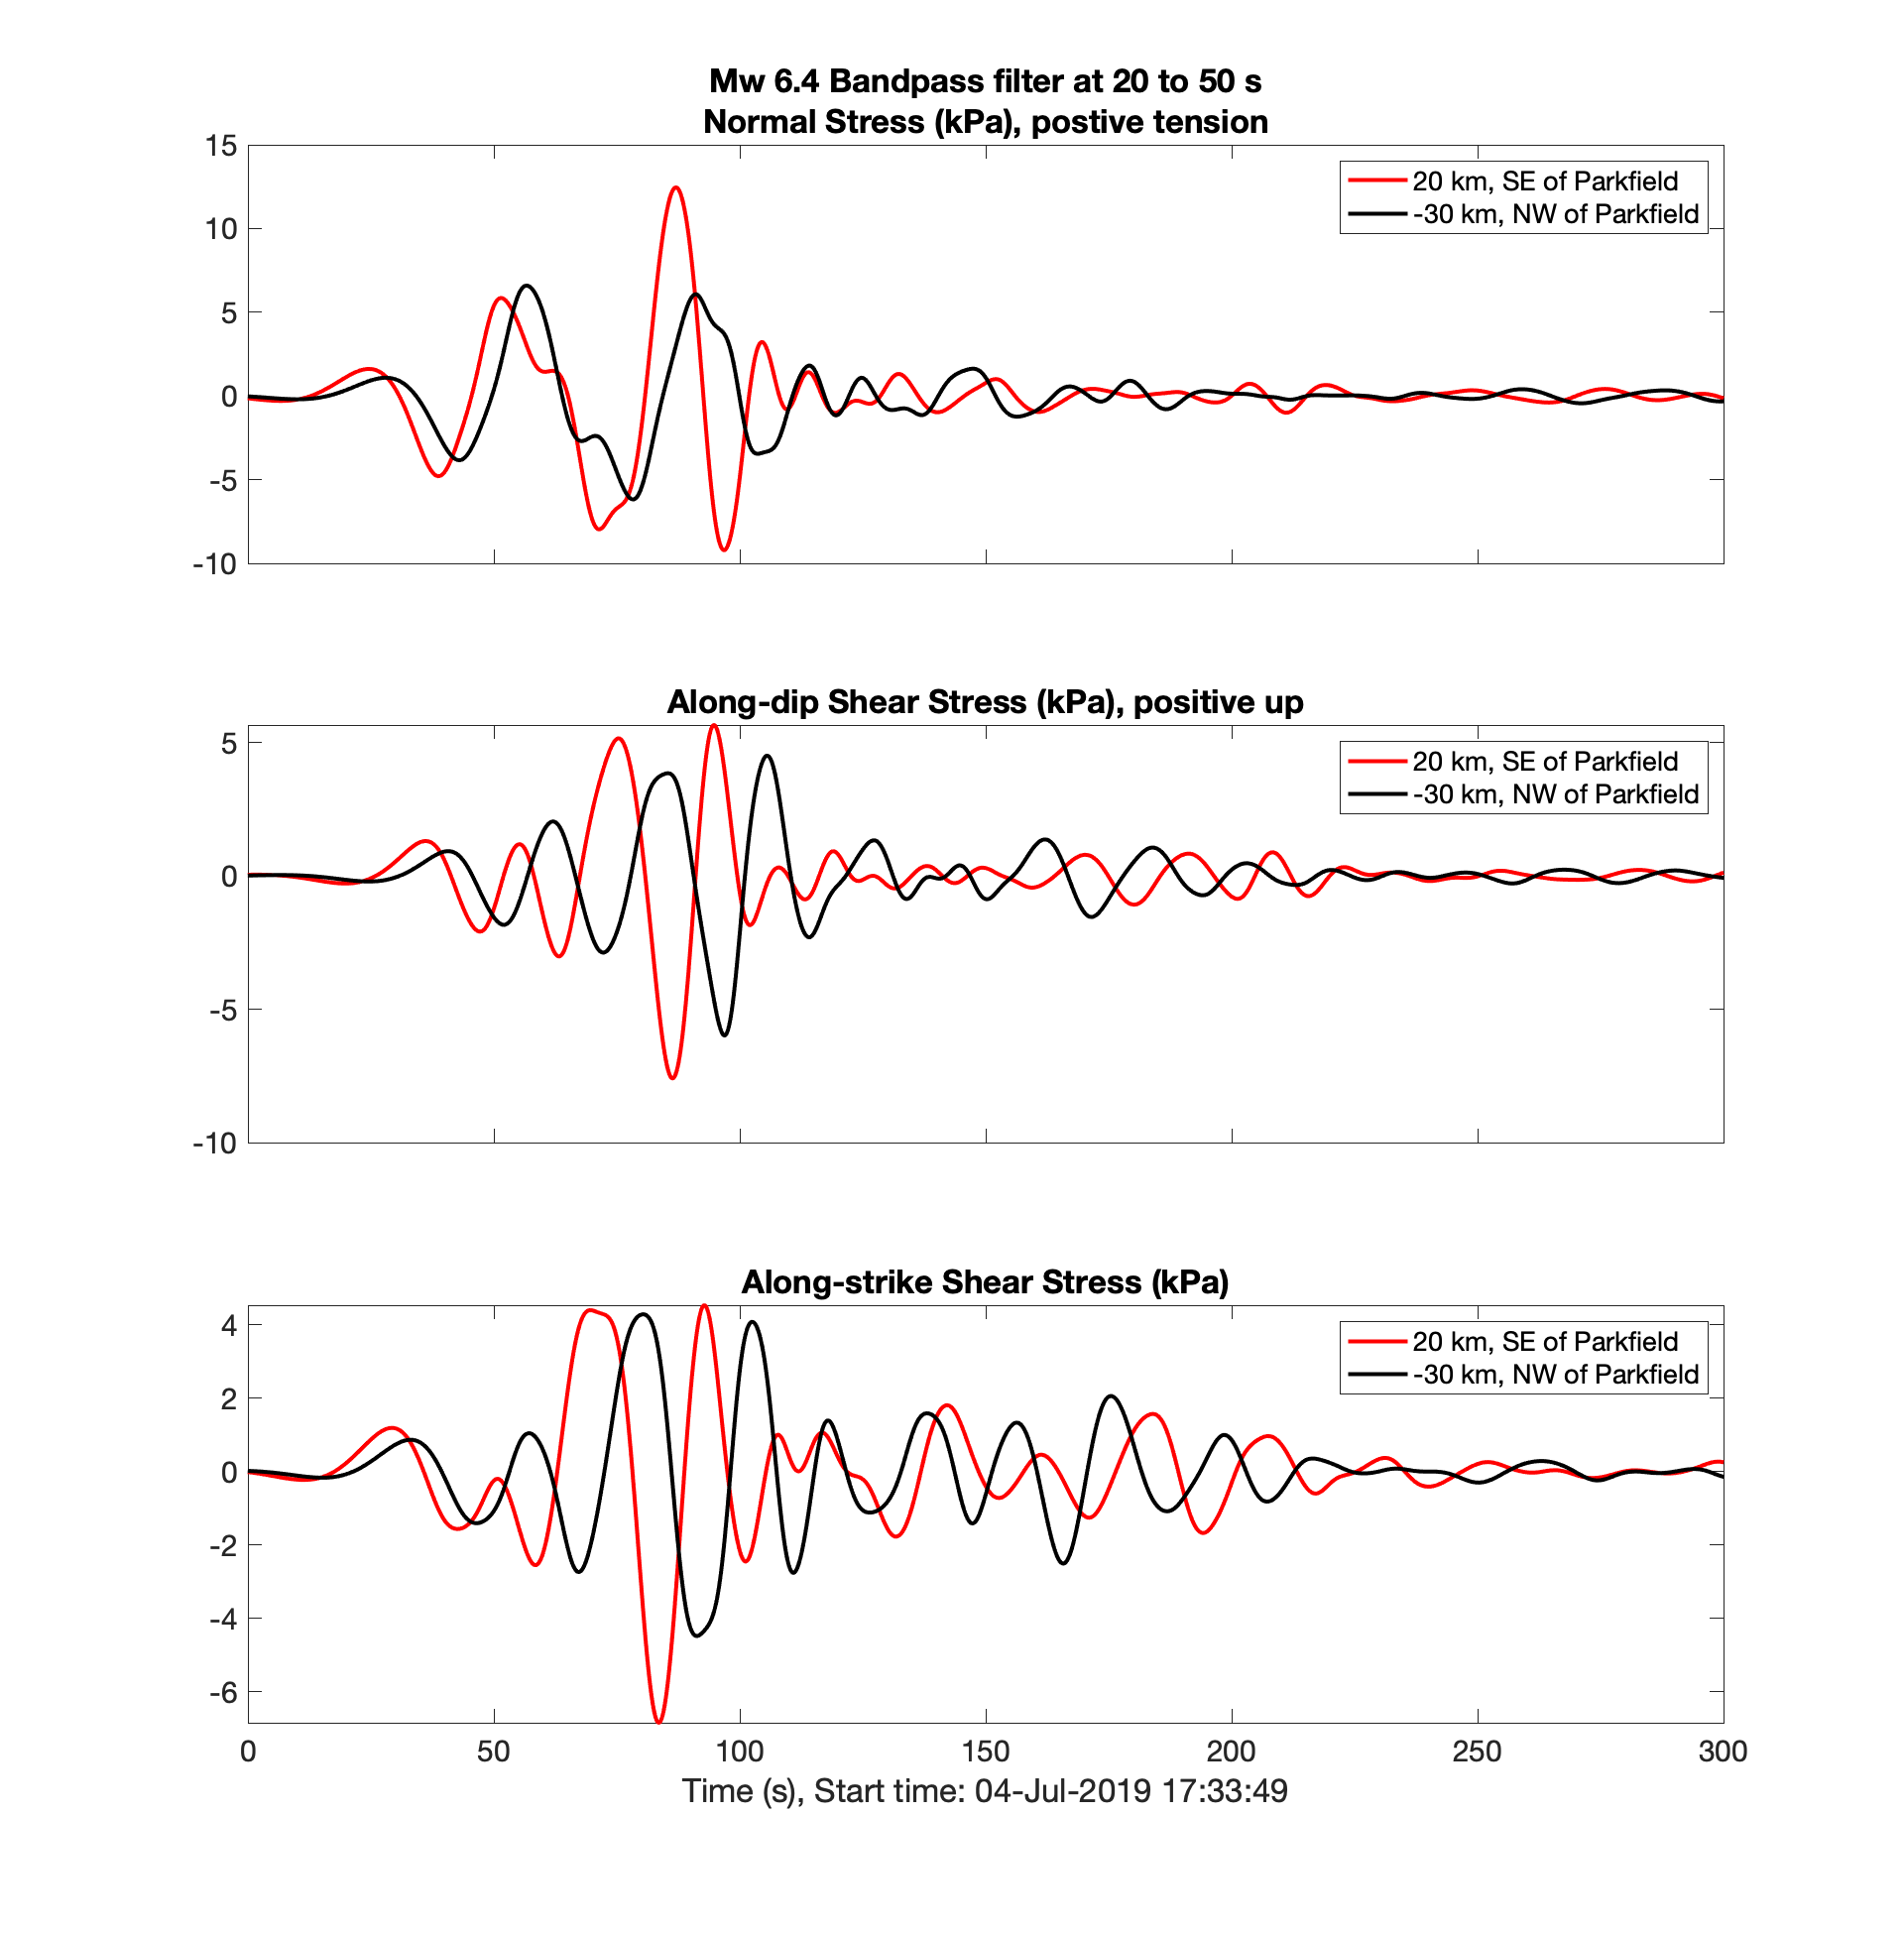 Mw 6.4 Bandpass filter at 20 to 50 s
Normal Stress (kPa), postive tension
15
10
5
0
-5
-10
20 km, SE of Parkfield
-30 km, NW of Parkfield
Along-dip Shear Stress (kPa), positive up
5
0
-5
-10
20 km, SE of Parkfield
-30 km, NW of Parkfield
Along-strike Shear Stress (kPa)
4
2
0
-2
-4
-6
20 km, SE of Parkfield
-30 km, NW of Parkfield
0 50 100 150 200 250 300
Time (s), Start time: 04-Jul-2019 17:33:49